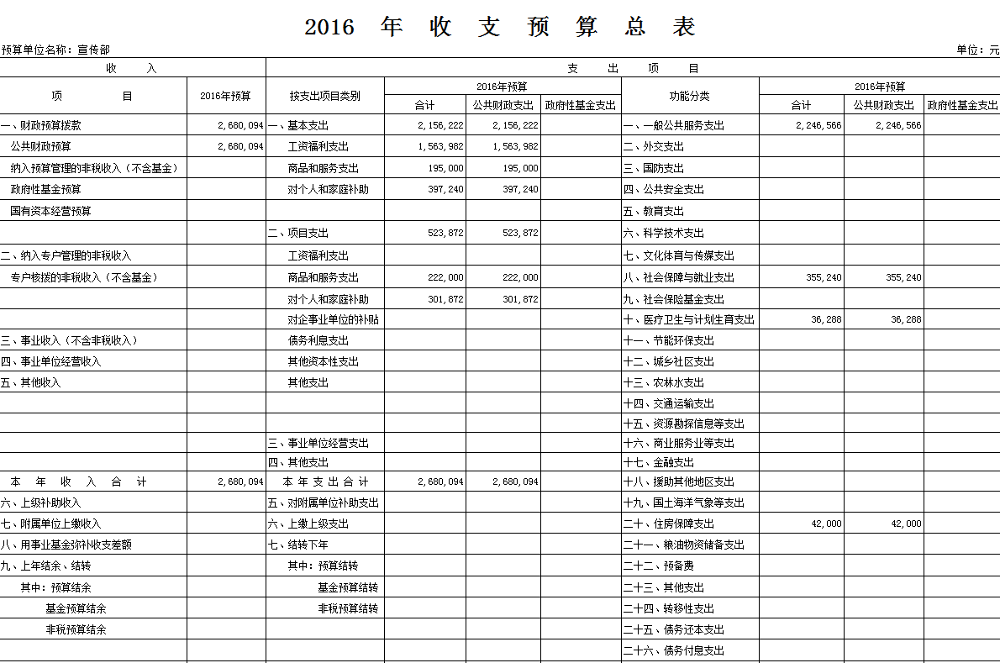 2016 年 收 支 预 算 总 表
预算单位名称：宣传部 单位：元
收 入 支 出 项 目
项 目 2016年预算 按支出项目类别 2016年预算 功能分类 2016年预算
合计 公共财政支出 政府性基金支出 合计 公共财政支出 政府性基金支出
一、财政预算拨款 2,680,094 一、基本支出 2,156,222 2,156,222 一、一般公共服务支出 2,246,566 2,246,566
公共财政预算 2,680,094 工资福利支出 1,563,982 1,563,982 二、外交支出
纳入预算管理的非税收入（不含基金） 商品和服务支出 195,000 195,000 三、国防支出
政府性基金预算 对个人和家庭补助 397,240 397,240 四、公共安全支出
国有资本经营预算 五、教育支出
二、项目支出 523,872 523,872 六、科学技术支出
二、纳入专户管理的非税收入 工资福利支出 七、文化体育与传媒支出
专户核拨的非税收入（不含基金） 商品和服务支出 222,000 222,000 八、社会保障与就业支出 355,240 355,240
对个人和家庭补助 301,872 301,872 九、社会保险基金支出
对企事业单位的补贴 十、医疗卫生与计划生育支出 36,288 36,288
三、事业收入（不含非税收入） 债务利息支出 十一、节能环保支出
四、事业单位经营收入 其他资本性支出 十二、城乡社区支出
五、其他收入 其他支出 十三、农林水支出
十四、交通运输支出
十五、资源勘探信息等支出
三、事业单位经营支出 十六、商业服务业等支出
四、其他支出 十七、金融支出
本 年 收 入 合 计 2,680,094 本 年 支 出 合 计 2,680,094 2,680,094 十八、援助其他地区支出
六、上级补助收入 五、对附属单位补助支出 十九、国土海洋气象等支出
七、附属单位上缴收入 六、上缴上级支出 二十、住房保障支出 42,000 42,000
八、用事业基金弥补收支差额 七、结转下年 二十一、粮油物资储备支出
九、上年结余、结转 其中：预算结转 二十二、预备费
其中：预算结余 基金预算结转 二十三、其他支出
基金预算结余 非税预算结转 二十四、转移性支出
非税预算结余 二十五、债务还本支出
二十六、债务付息支出